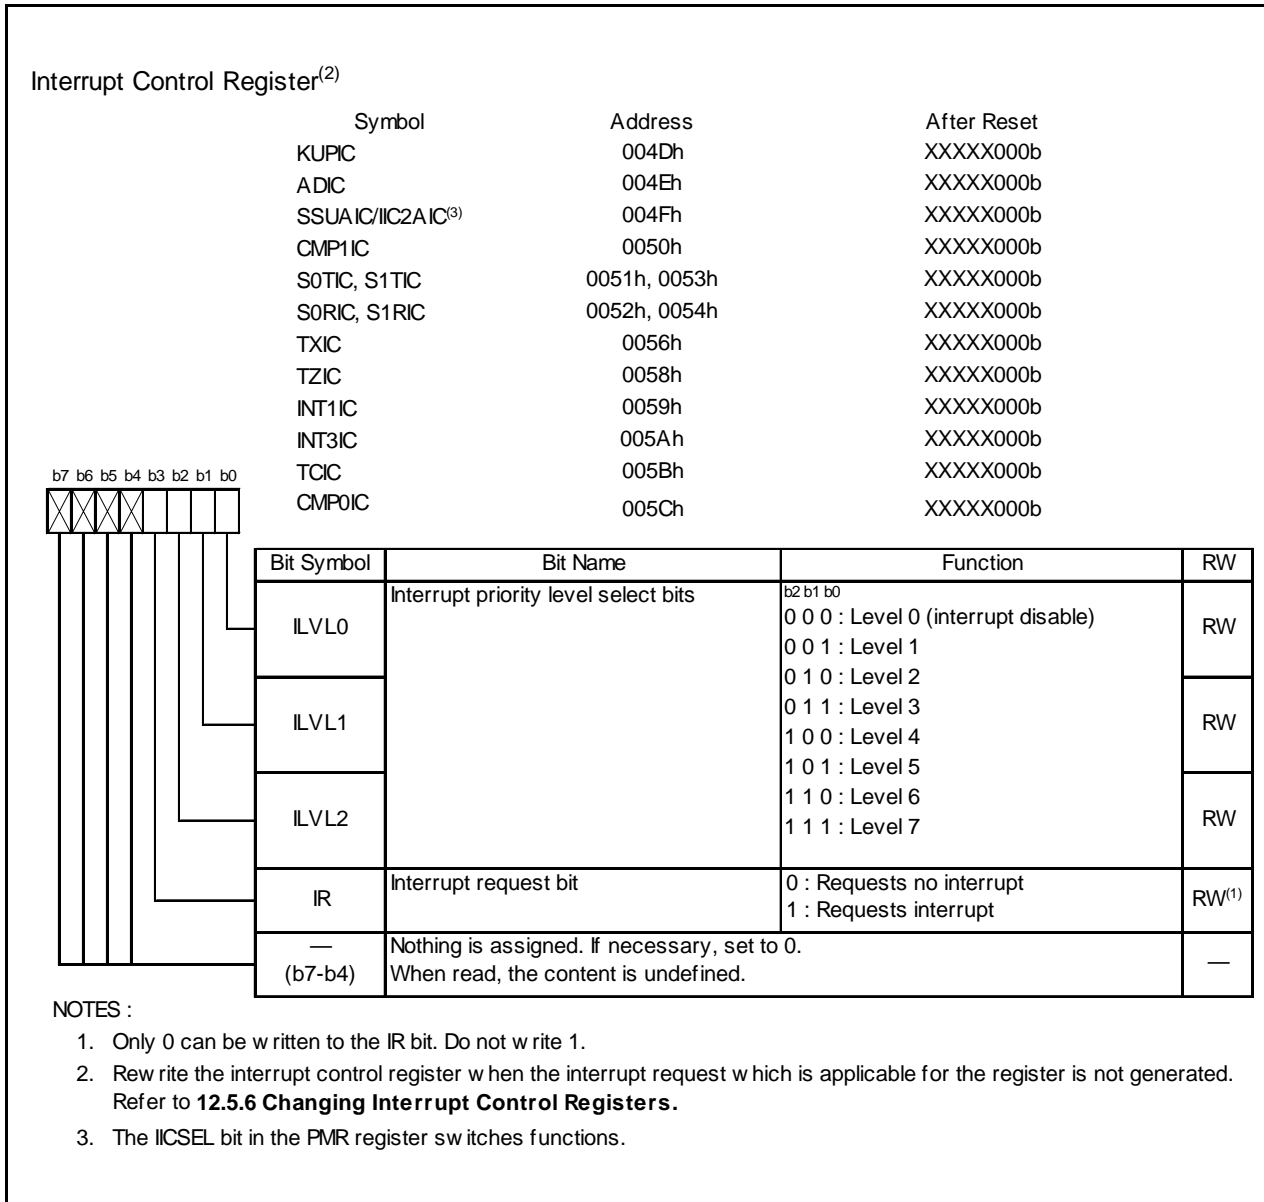 Interrupt Control Register(2)
Symbol Address After Reset
KUPIC 004Dh XXXXX000b
ADIC 004Eh XXXXX000b
SSUAIC/IIC2AIC(3) 004Fh XXXXX000b
CMP1IC 0050h XXXXX000b
S0TIC, S1TIC 0051h, 0053h XXXXX000b
S0RIC, S1RIC 0052h, 0054h XXXXX000b
TXIC 0056h XXXXX000b
TZIC 0058h XXXXX000b
INT1IC 0059h XXXXX000b
INT3IC 005Ah XXXXX000b
TCIC 005Bh XXXXX000b
CMP0IC 005Ch XXXXX000b
b7 b6 b5 b4 b3 b2 b1 b0
Bit Symbol Bit Name Function RW
ILVL0 Interrupt priority level select bits RW
b2 b1 b0
0 0 0 : Level 0 (interrupt disable)
0 0 1 : Level 1
0 1 0 : Level 2
ILVL1 RW
0 1 1 : Level 3
1 0 0 : Level 4
1 0 1 : Level 5
ILVL2 RW
1 1 0 : Level 6
1 1 1 : Level 7
IR Interrupt request bit RW(1)
0 : Requests no interrupt
1 : Requests interrupt
— Nothing is assigned. If necessary, set to 0. —
(b7-b4) When read, the content is undefined.
NOTES :
1. Only 0 can be written to the IR bit. Do not write 1.
2. Rewrite the interrupt control register when the interrupt request which is applicable for the register is not generated.
Refer to 12.5.6 Changing Interrupt Control Registers.
3. The IICSEL bit in the PMR register switches functions.